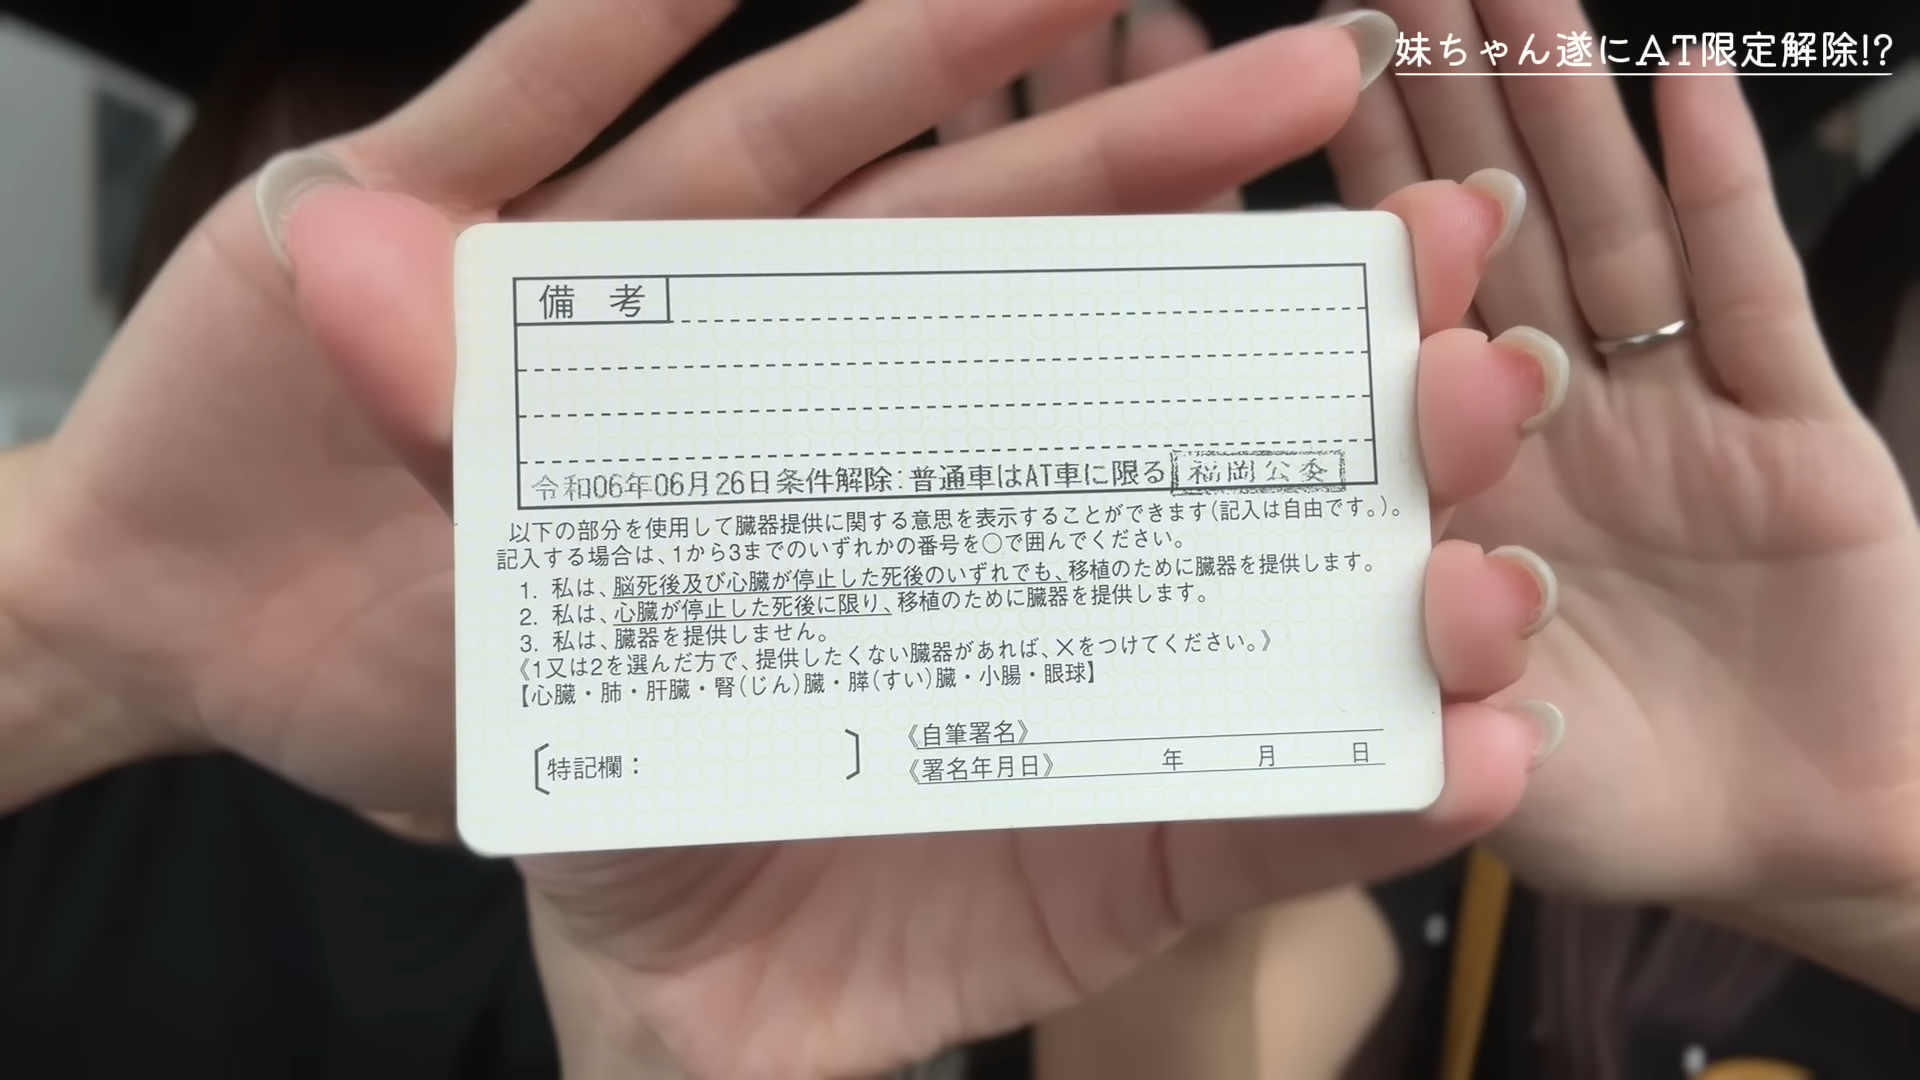 妹ちゃん遂にAT限定解除!?
備考
令和06年06月26日条件解除:普通車はAT車に限る 福岡公委
以下の部分を使用して臓器提供に関する意思を表示することができます(記入は自由です。)。
記入する場合は、1から3までのいずれかの番号を○で囲んでください。
1. 私は、脳死後及び心臓が停止した死後のいずれでも、移植のために臓器を提供します。
2. 私は、心臓が停止した死後に限り、移植のために臓器を提供します。
3. 私は、臓器を提供しません。
《1又は2を選んだ方で、提供したくない臓器があれば、×をつけてください。》
【心臓・肺・肝臓・腎(じん)臓・膵(すい)臓・小腸・眼球】
〔特記欄: 〕
《自筆署名》
《署名年月日》 年 月 日